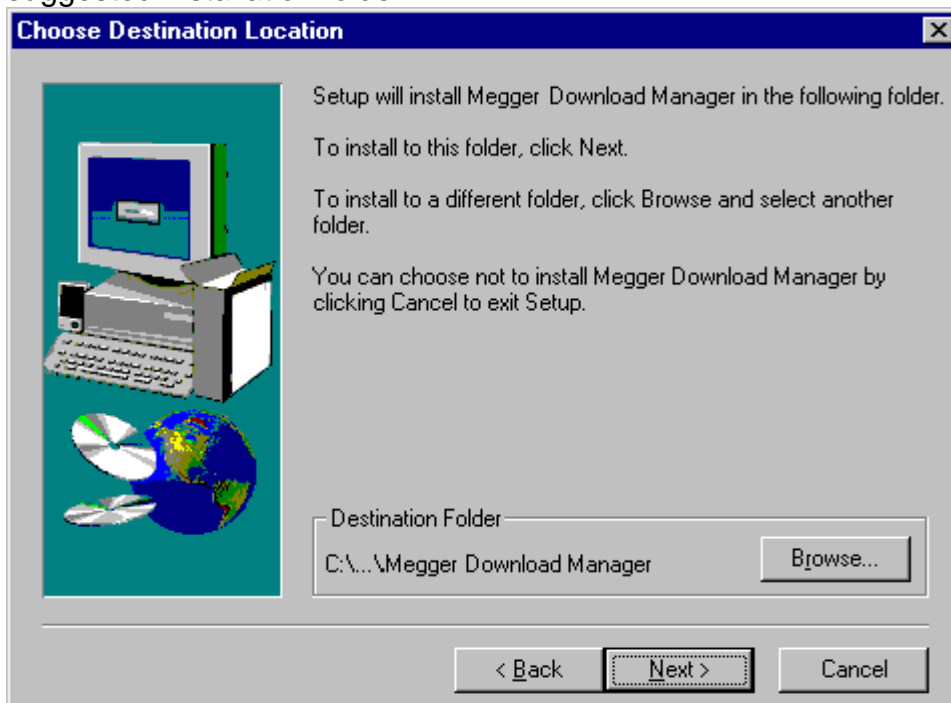 Choose Destination Location
Setup will install Megger Download Manager in the following folder.
To install to this folder, click Next.
To install to a different folder, click Browse and select another
folder.
You can choose not to install Megger Download Manager by
clicking Cancel to exit Setup.
Destination Folder
C:\...\Megger Download Manager
Browse...
< Back
Next >
Cancel